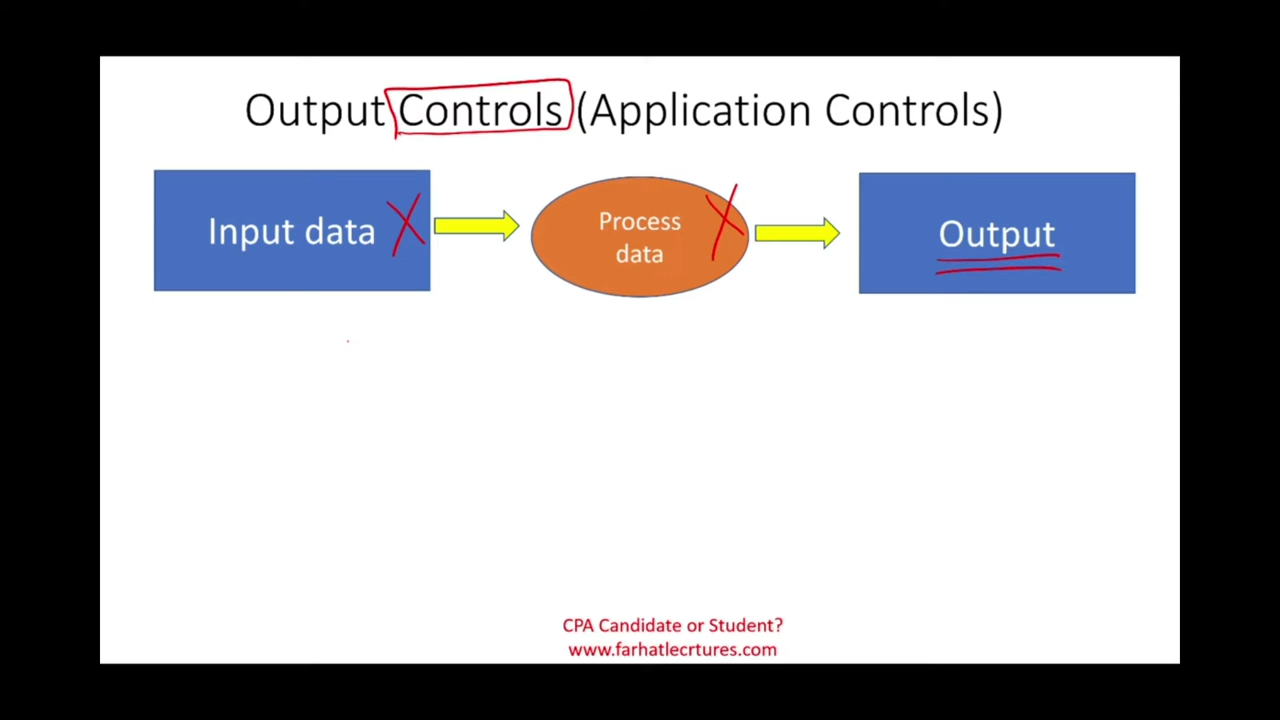 Output Controls (Application Controls)
Input data
Process
data
Output
CPA Candidate or Student?
www.farhatlecrtures.com